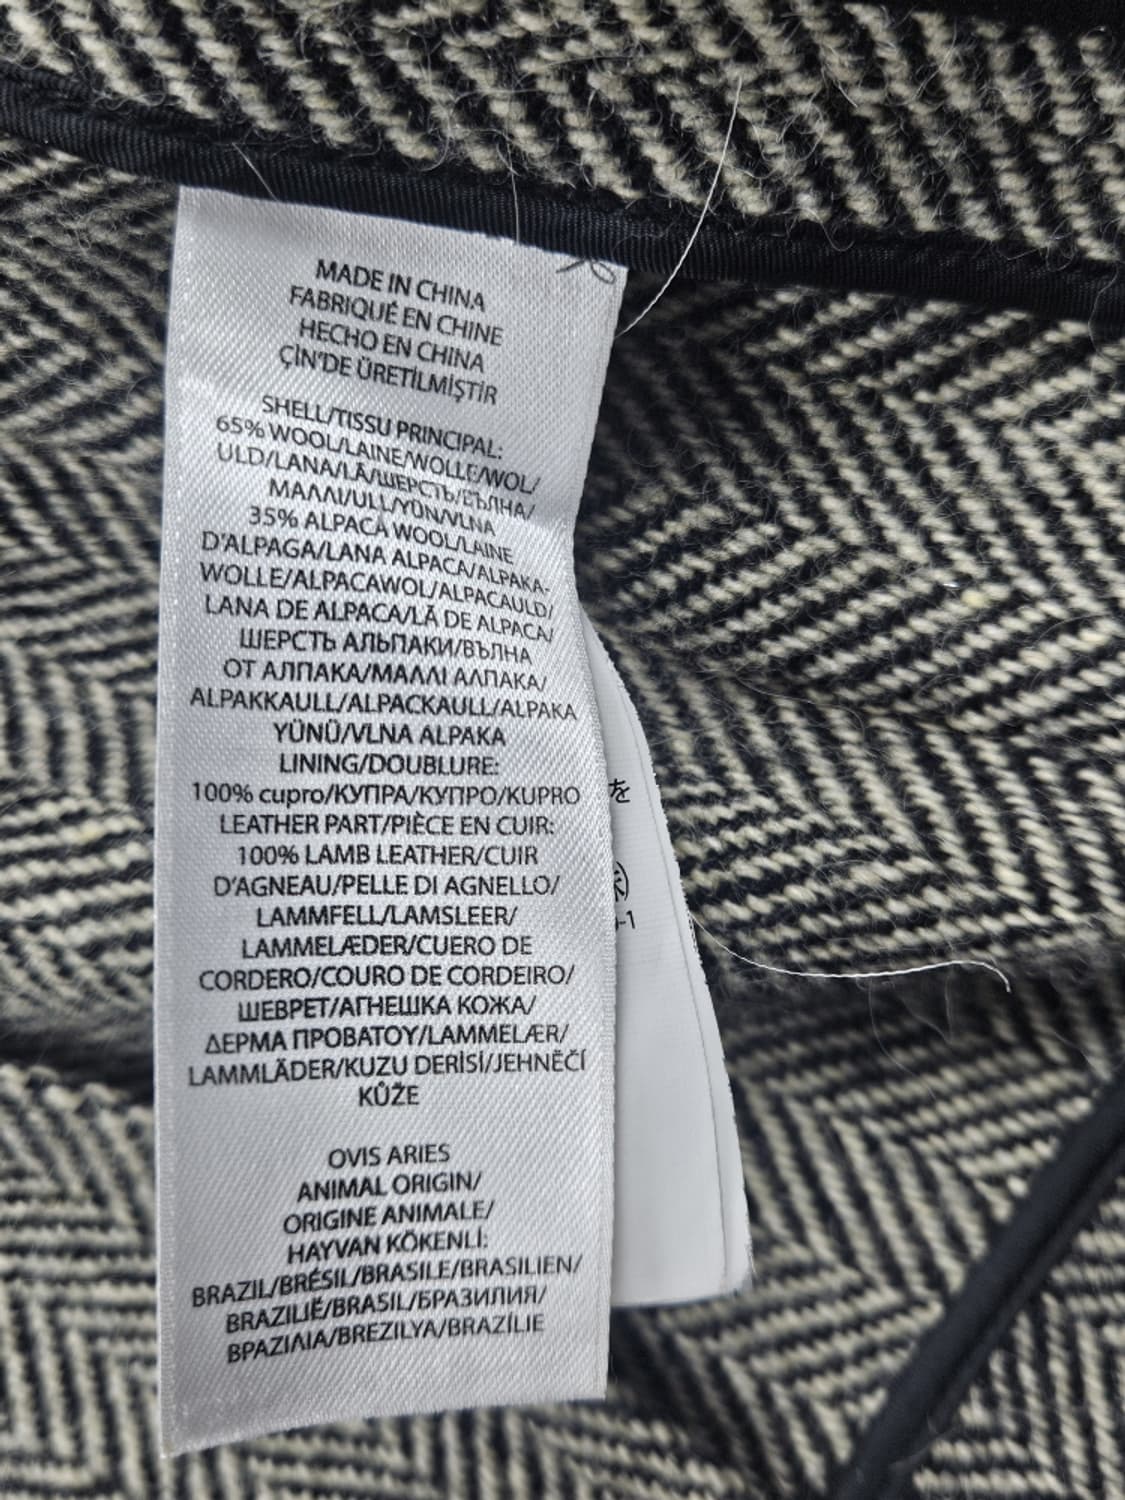 MADE IN CHINA
FABRIQUÉ EN CHINE
HECHO EN CHINA
ÇİN'DE ÜRETİLMİŞTİR
SHELL/TISSU PRINCIPAL:
65% WOOL/LAINE/WOLLE/WOL/
ULD/LANA/LÃ/ШЕРСТЬ/ВЪЛНА/
ΜΑΛΛΙ/ULL/YÜN/VLNA
35% ALPACA WOOL/LAINE
D'ALPAGA/LANA ALPACA/ALPAKA-
WOLLE/ALPACAWOL/ALPACAULD/
LANA DE ALPACA/LÃ DE ALPACA/
ШЕРСТЬ АЛЬПАКИ/ВЪЛНА
ОТ АЛПАКА/ΜΑΛΛΙ ΑΛΠΑΚΑ/
ALPAKKAULL/ALPACKAULL/ALPAKA
YÜNÜ/VLNA ALPAKA
LINING/DOUBLURE:
100% cupro/КУПРА/КУПРО/KUPRO
LEATHER PART/PIÈCE EN CUIR:
100% LAMB LEATHER/CUIR
D'AGNEAU/PELLE DI AGNELLO/
LAMMFELL/LAMSLEER/
LAMMELÆDER/CUERO DE
CORDERO/COURO DE CORDEIRO/
ШЕВРЕТ/АГНЕШКА КОЖА/
ΔΕΡΜΑ ΠΡΟΒΑΤΟΥ/LAMMELÆR/
LAMMLÄDER/KUZU DERİSİ/JEHNĚČÍ
KŮŽE
OVIS ARIES
ANIMAL ORIGIN/
ORIGINE ANIMALE/
HAYVAN KÖKENLİ:
BRAZIL/BRÉSIL/BRASILE/BRASILIEN/
BRAZILIË/BRASIL/БРАЗИЛИЯ/
ΒΡΑΖΙΛΙΑ/BREZILYA/BRAZÍLIE
を
-1